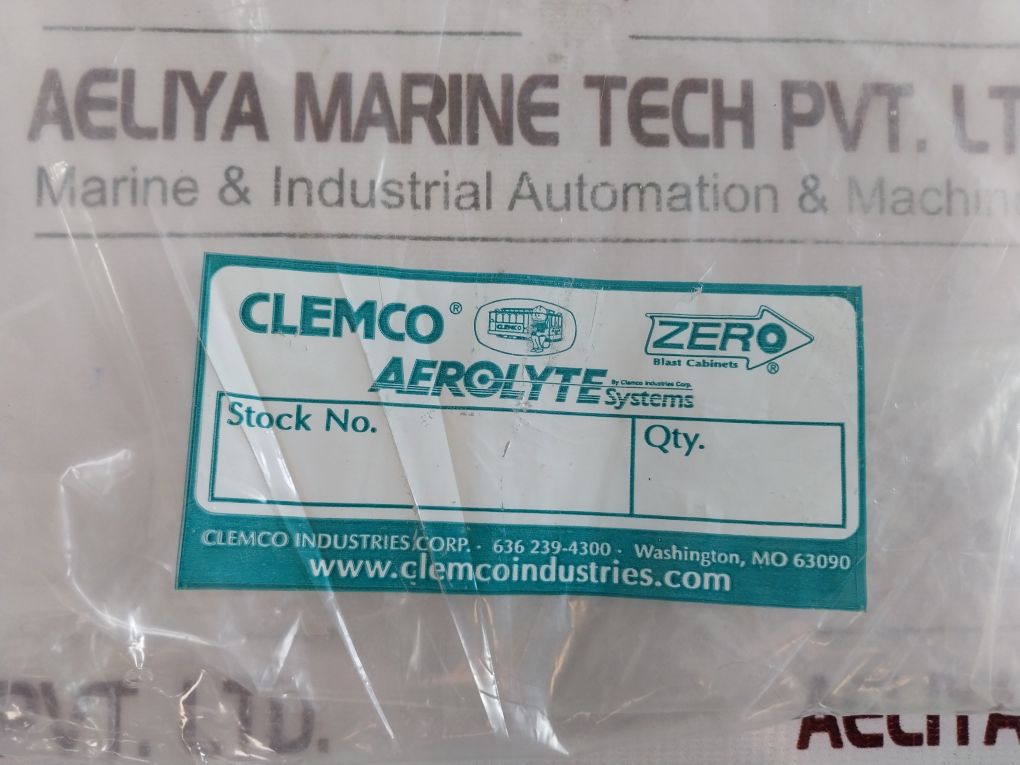 AELIYA MARINE TECH PVT. LT
Marine & Industrial Automation & Machin
CLEMCO®
CLEMCO
ZERO®
Blast Cabinets
AEROLYTE By Clemco Industries Corp.
Systems
Stock No.
Qty.
CLEMCO INDUSTRIES CORP. · 636 239-4300 · Washington, MO 63090
www.clemcoindustries.com
PVT. LTD.
AELIYA